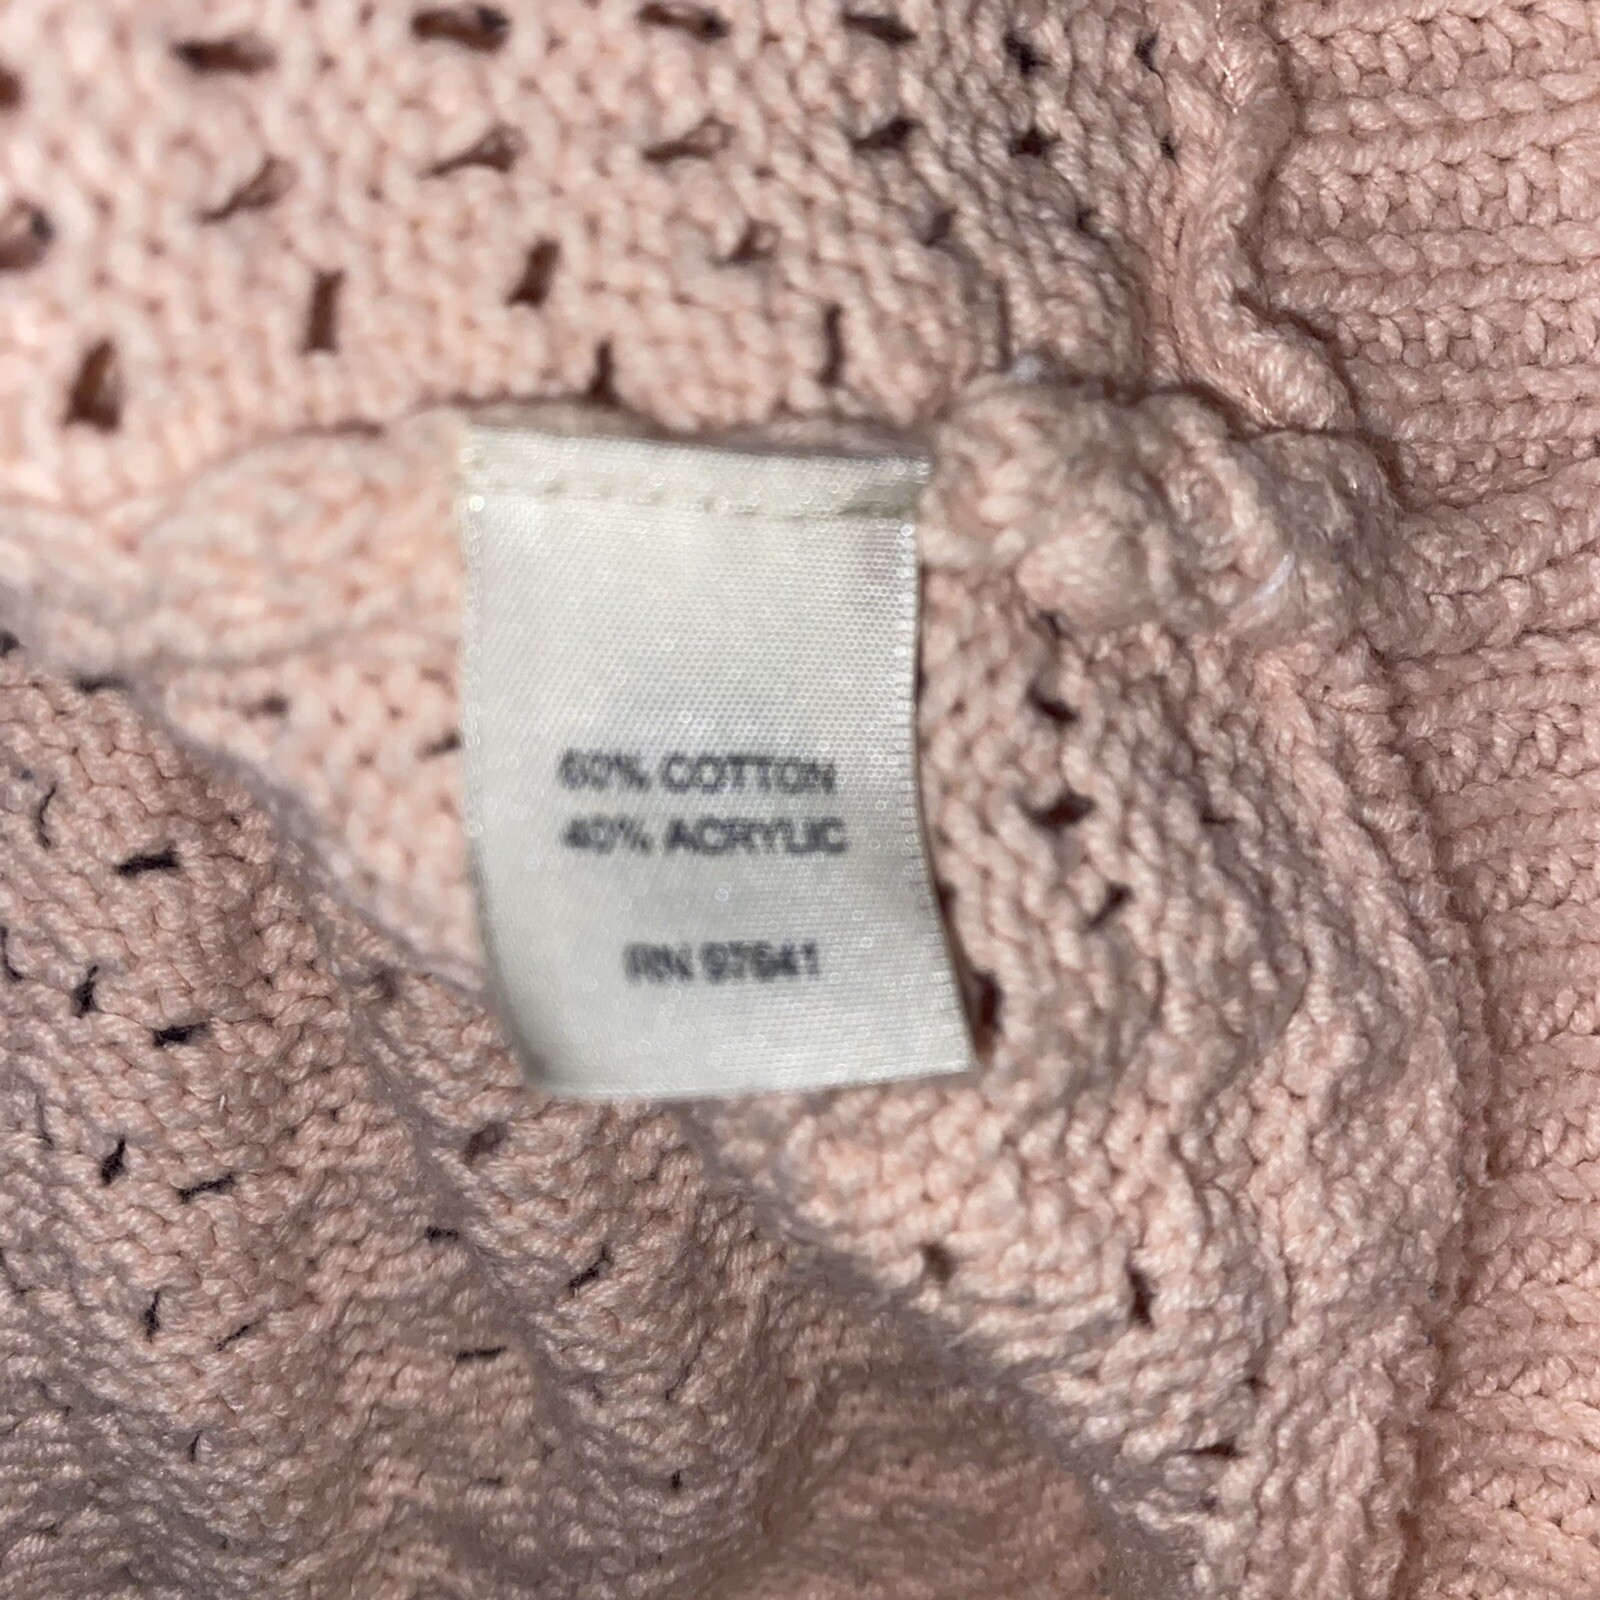 60% COTTON
40% ACRYLIC
RN 97641